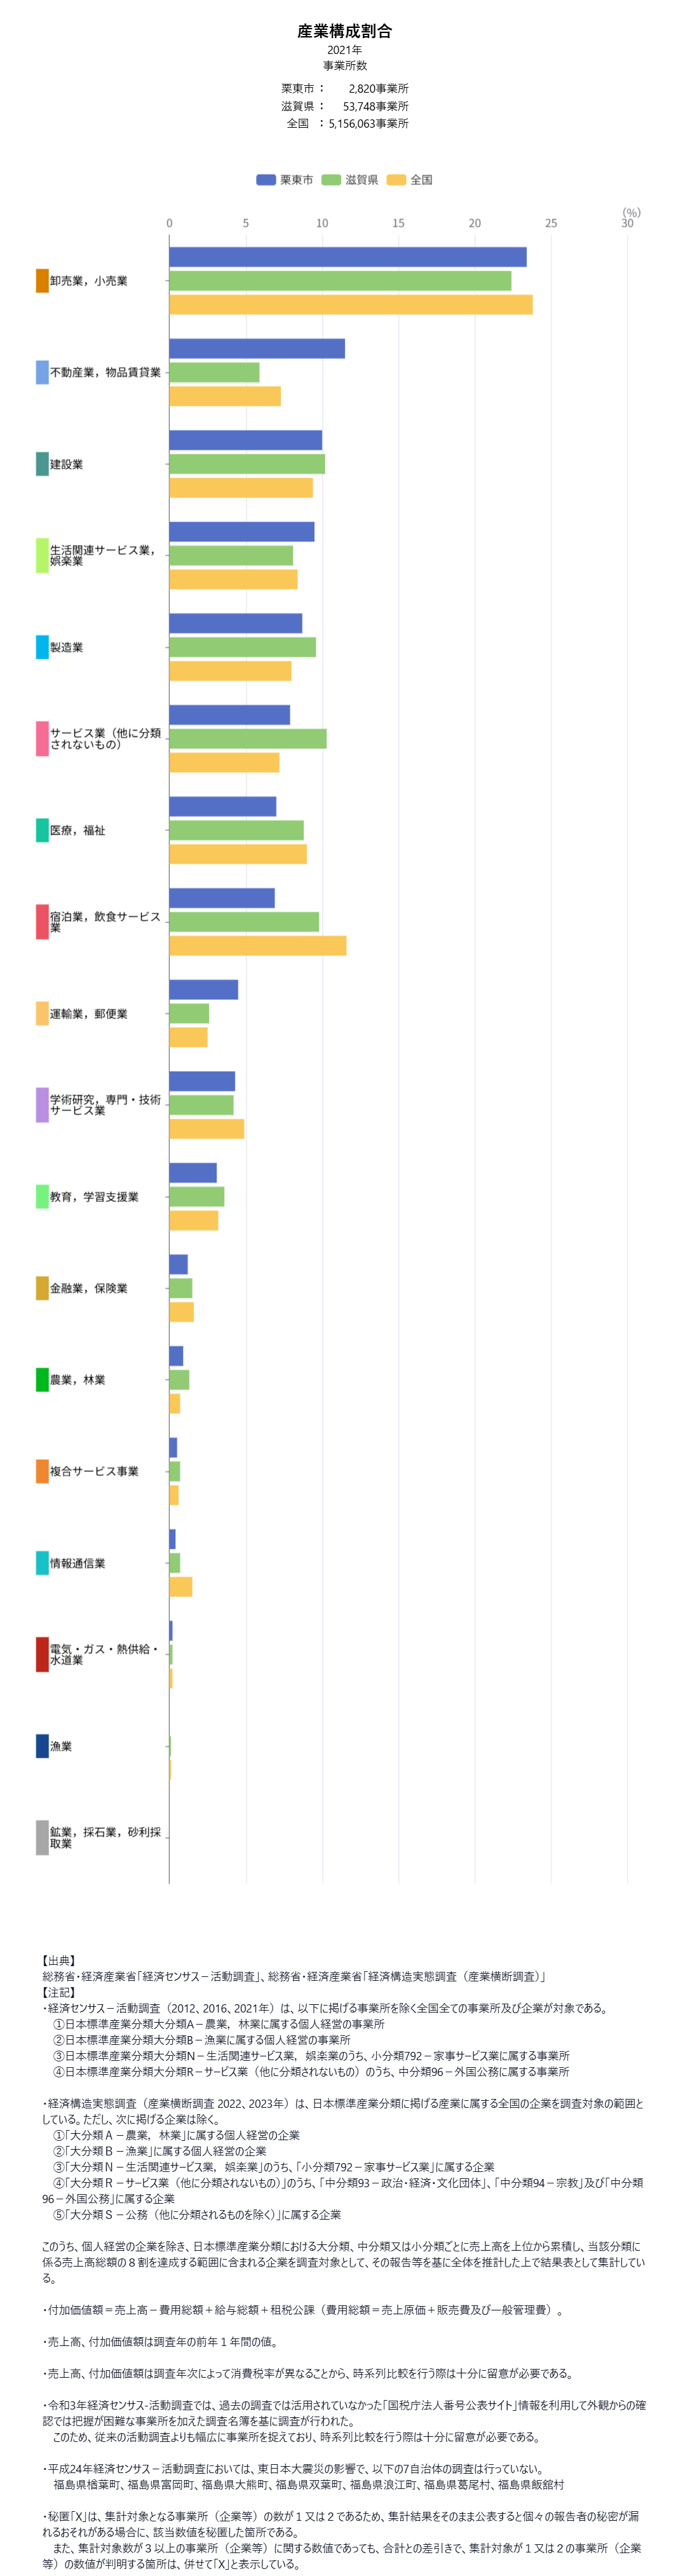 産業構成割合
2021年
事業所数
栗東市 : 2,820事業所
滋賀県 : 53,748事業所
全国 : 5,156,063事業所
栗東市 滋賀県 全国
(%)
0 5 10 15 20 25 30
卸売業，小売業
不動産業，物品賃貸業
建設業
生活関連サービス業，
娯楽業
製造業
サービス業（他に分類
されないもの）
医療，福祉
宿泊業，飲食サービス
業
運輸業，郵便業
学術研究，専門・技術
サービス業
教育，学習支援業
金融業，保険業
農業，林業
複合サービス事業
情報通信業
電気・ガス・熱供給・
水道業
漁業
鉱業，採石業，砂利採
取業
【出典】
総務省・経済産業省「経済センサス－活動調査」、総務省・経済産業省「経済構造実態調査（産業横断調査）」
【注記】
・経済センサス－活動調査（2012、2016、2021年）は、以下に掲げる事業所を除く全国全ての事業所及び企業が対象である。
①日本標準産業分類大分類A－農業，林業に属する個人経営の事業所
②日本標準産業分類大分類B－漁業に属する個人経営の事業所
③日本標準産業分類大分類N－生活関連サービス業，娯楽業のうち、小分類792－家事サービス業に属する事業所
④日本標準産業分類大分類R－サービス業（他に分類されないもの）のうち、中分類96－外国公務に属する事業所
・経済構造実態調査（産業横断調査 2022、2023年）は、日本標準産業分類に掲げる産業に属する全国の企業を調査対象の範囲と
している。ただし、次に掲げる企業は除く。
①「大分類Ａ－農業，林業」に属する個人経営の企業
②「大分類Ｂ－漁業」に属する個人経営の企業
③「大分類Ｎ－生活関連サービス業，娯楽業」のうち、「小分類792－家事サービス業」に属する企業
④「大分類Ｒ－サービス業（他に分類されないもの）」のうち、「中分類93－政治・経済・文化団体」、「中分類94－宗教」及び「中分類
96－外国公務」に属する企業
⑤「大分類Ｓ－公務（他に分類されるものを除く）」に属する企業
このうち、個人経営の企業を除き、日本標準産業分類における大分類、中分類又は小分類ごとに売上高を上位から累積し、当該分類に
係る売上高総額の８割を達成する範囲に含まれる企業を調査対象として、その報告等を基に全体を推計した上で結果表として集計してい
る。
・付加価値額＝売上高－費用総額＋給与総額＋租税公課（費用総額＝売上原価＋販売費及び一般管理費）。
・売上高、付加価値額は調査年の前年１年間の値。
・売上高、付加価値額は調査年次によって消費税率が異なることから、時系列比較を行う際は十分に留意が必要である。
・令和3年経済センサス‐活動調査では、過去の調査では活用されていなかった「国税庁法人番号公表サイト」情報を利用して外観からの確
認では把握が困難な事業所を加えた調査名簿を基に調査が行われた。
このため、従来の活動調査よりも幅広に事業所を捉えており、時系列比較を行う際は十分に留意が必要である。
・平成24年経済センサス－活動調査においては、東日本大震災の影響で、以下の7自治体の調査は行っていない。
福島県楢葉町、福島県富岡町、福島県大熊町、福島県双葉町、福島県浪江町、福島県葛尾村、福島県飯舘村
・秘匿「X」は、集計対象となる事業所（企業等）の数が１又は２であるため、集計結果をそのまま公表すると個々の報告者の秘密が漏
れるおそれがある場合に、該当数値を秘匿した箇所である。
また、集計対象数が３以上の事業所（企業等）に関する数値であっても、合計との差引きで、集計対象が１又は２の事業所（企業
等）の数値が判明する箇所は、併せて「X」と表示している。